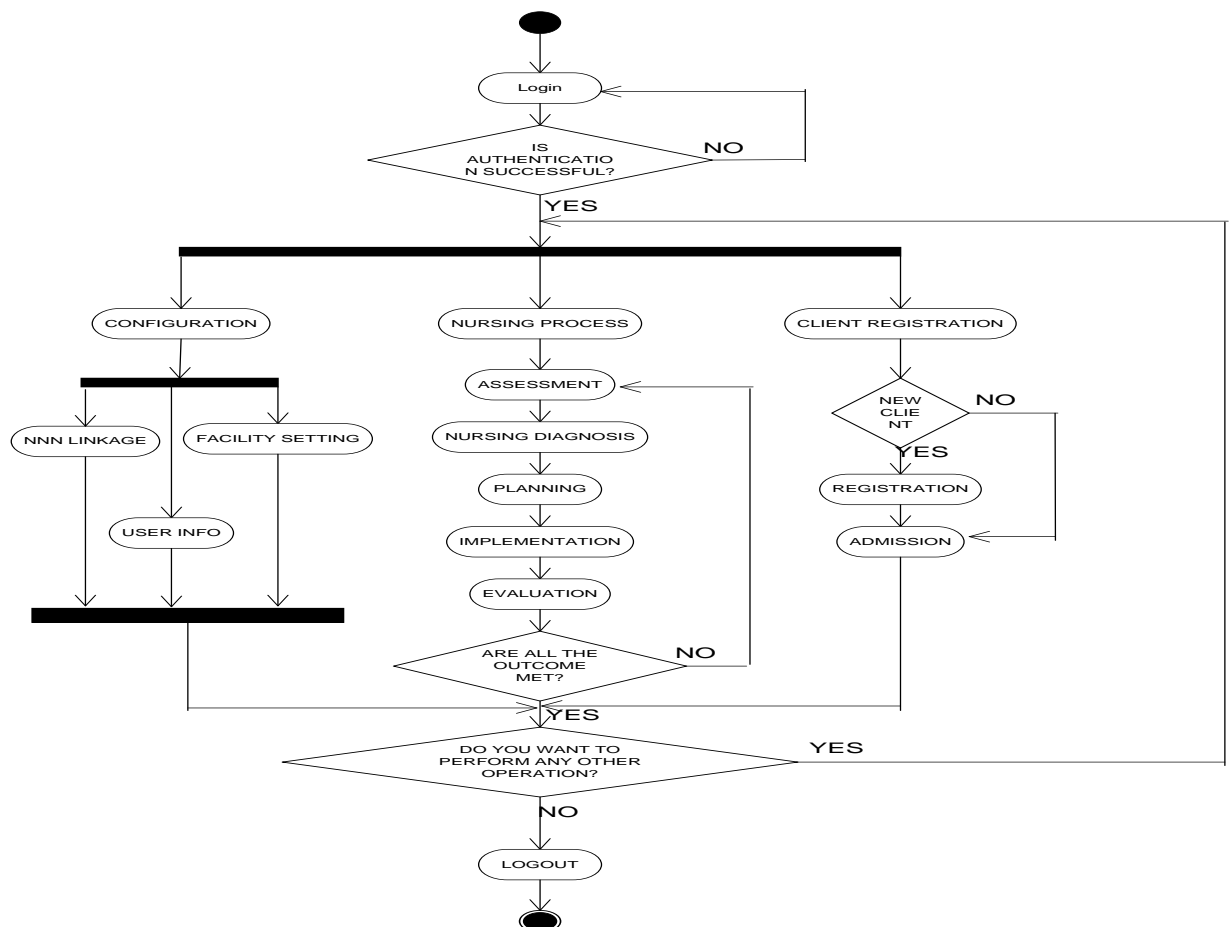 Login
IS
AUTHENTICATIO
N SUCCESSFUL?
NO
YES
CONFIGURATION
NURSING PROCESS
CLIENT REGISTRATION
NNN LINKAGE
FACILITY SETTING
USER INFO
ASSESSMENT
NURSING DIAGNOSIS
PLANNING
IMPLEMENTATION
EVALUATION
ARE ALL THE
OUTCOME
MET?
NO
YES
NEW
CLIE
NT
NO
YES
REGISTRATION
ADMISSION
DO YOU WANT TO
PERFORM ANY OTHER
OPERATION?
YES
NO
LOGOUT